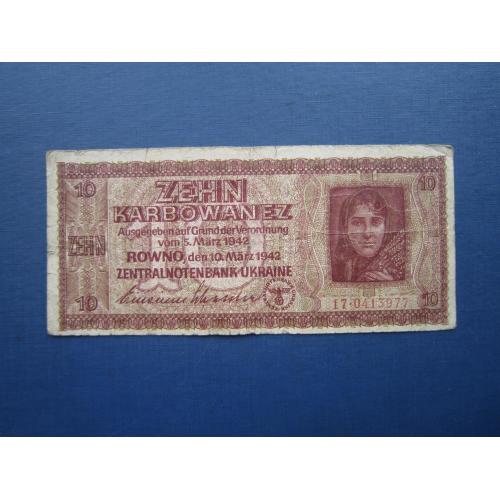 10
ZEHN
10
KARBOWANEZ
Ausgegeben auf Grund der Verordnung
vom 5. März 1942
ZEHN
ROWNO, den 10. März 1942
ZENTRALNOTENBANK UKRAINE
10
17·0413977
10